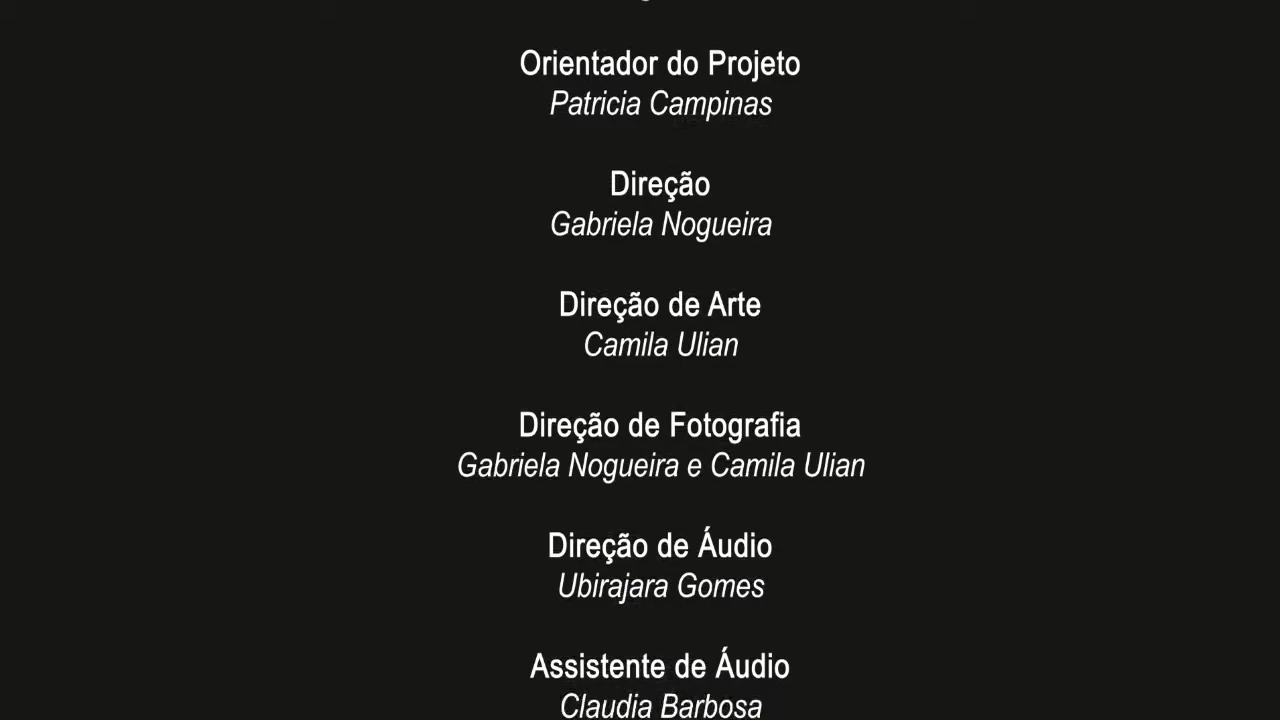 Orientador do Projeto
Patricia Campinas
Direção
Gabriela Nogueira
Direção de Arte
Camila Ulian
Direção de Fotografia
Gabriela Nogueira e Camila Ulian
Direção de Áudio
Ubirajara Gomes
Assistente de Áudio
Claudia Barbosa